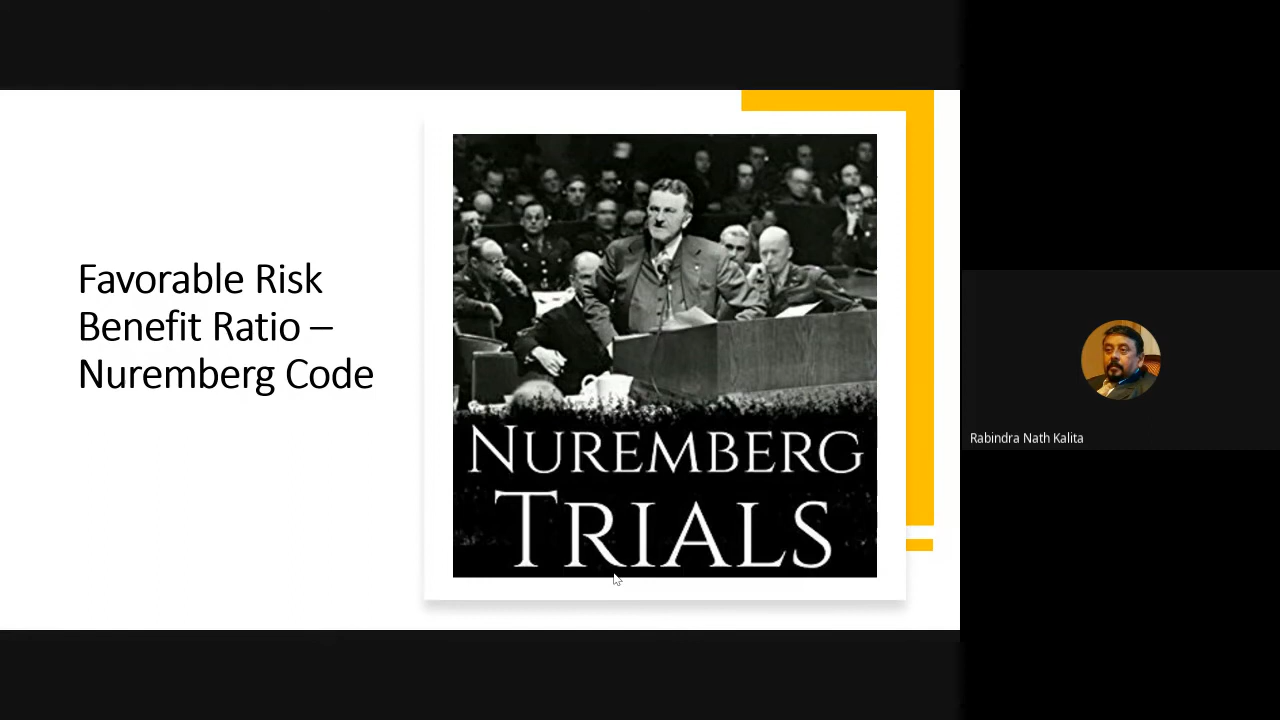 Favorable Risk
Benefit Ratio –
Nuremberg Code
NUREMBERG
TRIALS
Rabindra Nath Kalita